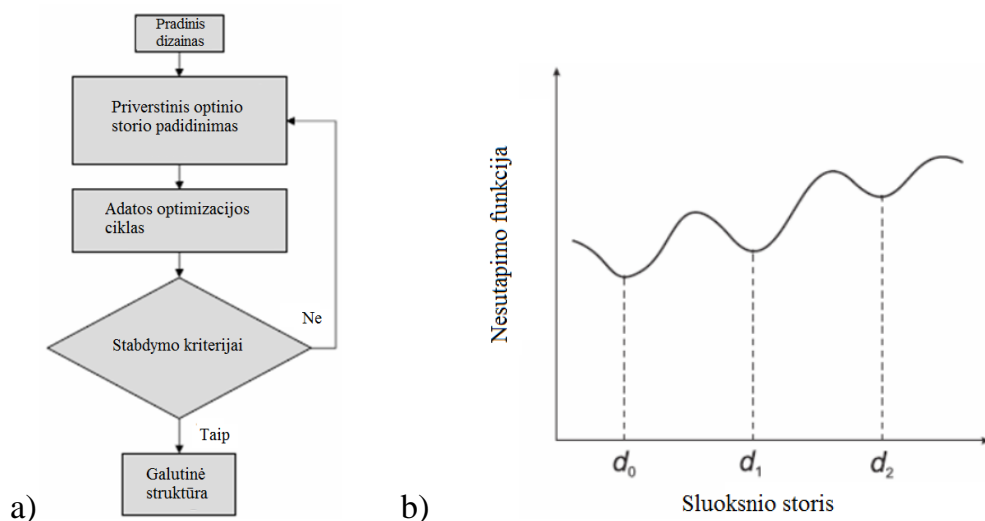 Pradinis
dizainas
Priverstinis optinio
storio padidinimas
Adatos optimizacijos
ciklas
Ne
Stabdymo kriterijai
Taip
Galutinė
struktūra
a)
Nesutapimo funkcija
d₀
d₁
d₂
Sluoksnio storis
b)